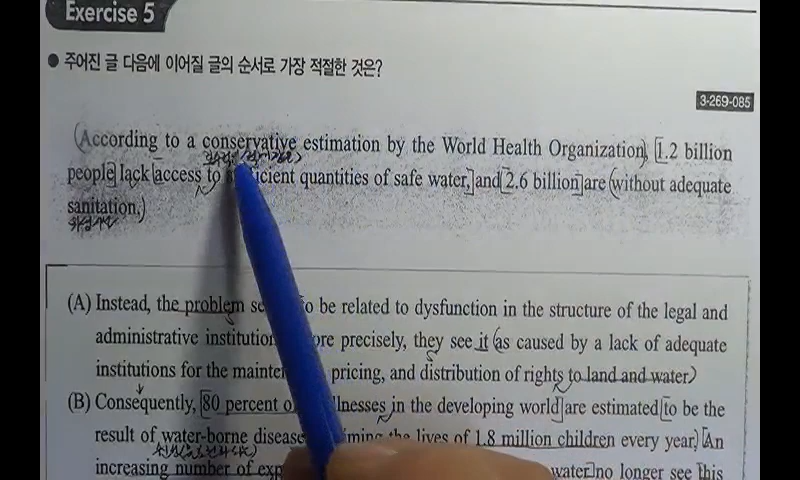 Exercise 5
주어진 글 다음에 이어질 글의 순서로 가장 적절한 것은?
3-269-085
According to a conservative estimation by the World Health Organization, 1.2 billion
people lack access to sufficient quantities of safe water, and 2.6 billion are without adequate
sanitation.
(A) Instead, the problem to be related to dysfunction in the structure of the legal and
administrative precisely, they see it as caused by a lack of adequate
institutions for the pricing, and distribution of rights to land and water.
(B) Consequently, 80 percent of illnesses in the developing world are estimated to be the
result of water-borne the lives of 1.8 million children every year. An
increasing number of water no longer see this